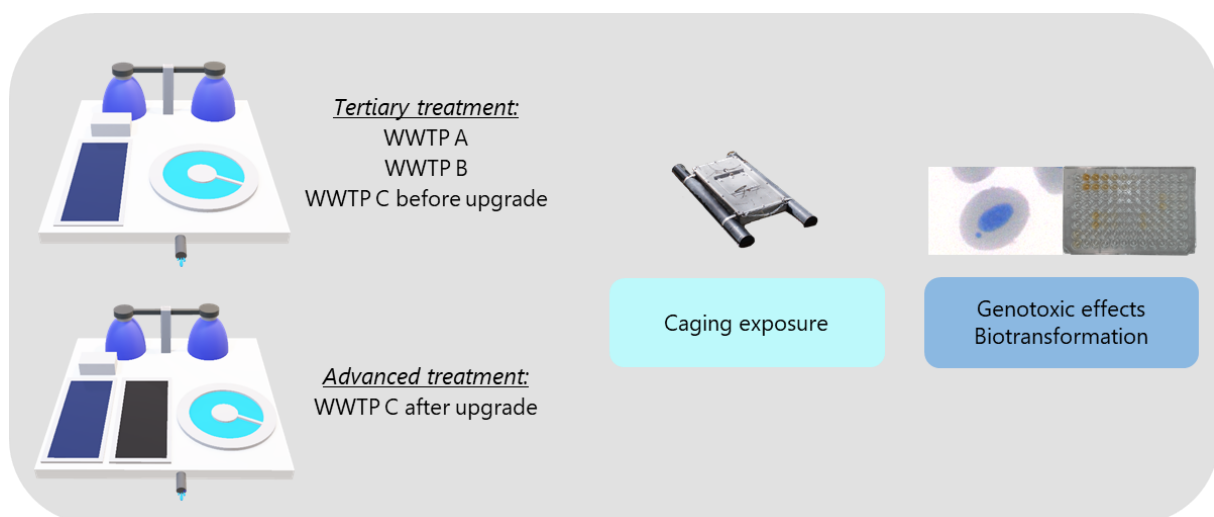 Tertiary treatment:
WWTP A
WWTP B
WWTP C before upgrade
Advanced treatment:
WWTP C after upgrade
Caging exposure
Genotoxic effects
Biotransformation